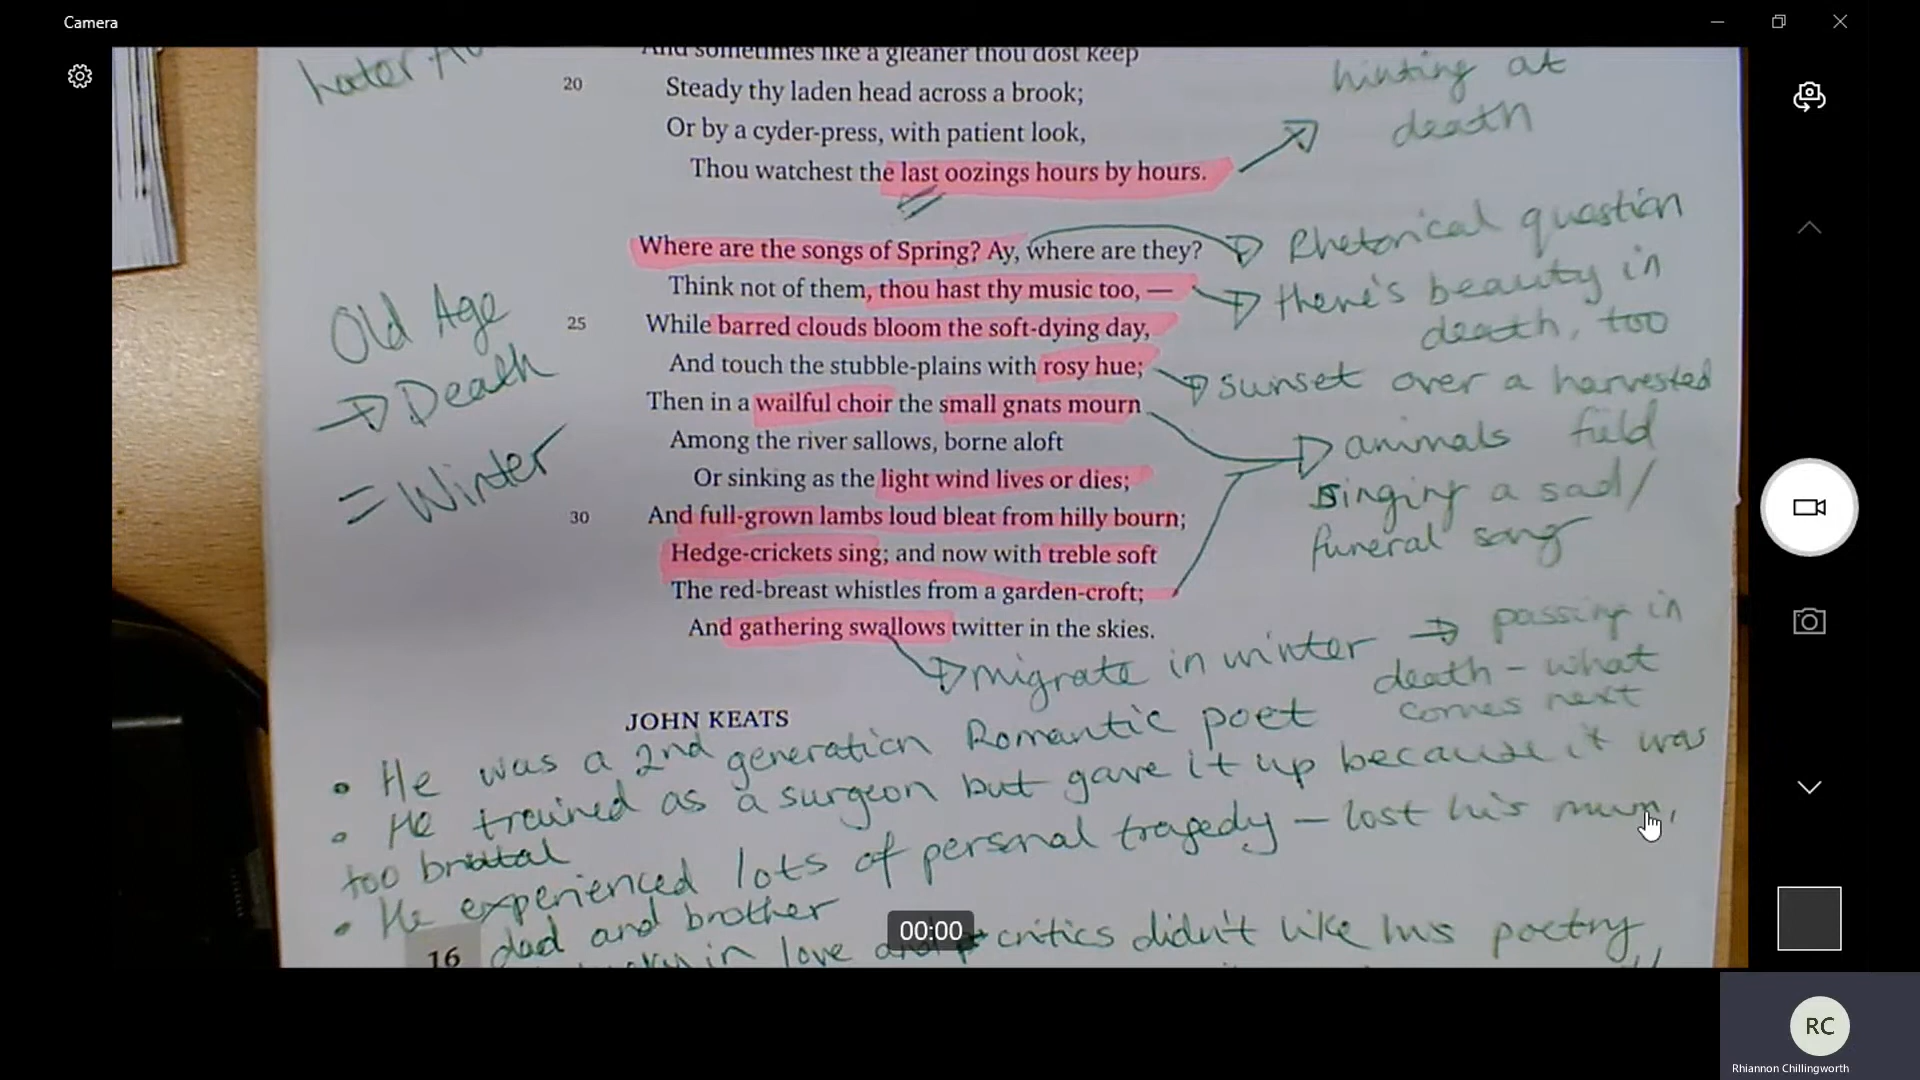 Camera
Later Au
And sometimes like a gleaner thou dost keep
20 Steady thy laden head across a brook;
Or by a cyder-press, with patient look,
Thou watchest the last oozings hours by hours.
hinting at
death
Where are the songs of Spring? Ay, where are they?
Think not of them, thou hast thy music too, —
25 While barred clouds bloom the soft-dying day,
And touch the stubble-plains with rosy hue;
Then in a wailful choir the small gnats mourn
Among the river sallows, borne aloft
Or sinking as the light wind lives or dies;
30 And full-grown lambs loud bleat from hilly bourn;
Hedge-crickets sing; and now with treble soft
The red-breast whistles from a garden-croft;
And gathering swallows twitter in the skies.
Old Age
→ Death
= Winter
Rhetorical question
there's beauty in
death, too
sunset over a harvested
field
animals
singing a sad/
funeral song
migrate in winter → passing in
death - what
comes next
JOHN KEATS
• He was a 2nd generation Romantic poet
• He trained as a surgeon but gave it up because it was
too brutal
• He experienced lots of personal tragedy - lost his mum,
dad and brother
in love and critics didn't like his poetry
16
00:00
RC
Rhiannon Chillingworth